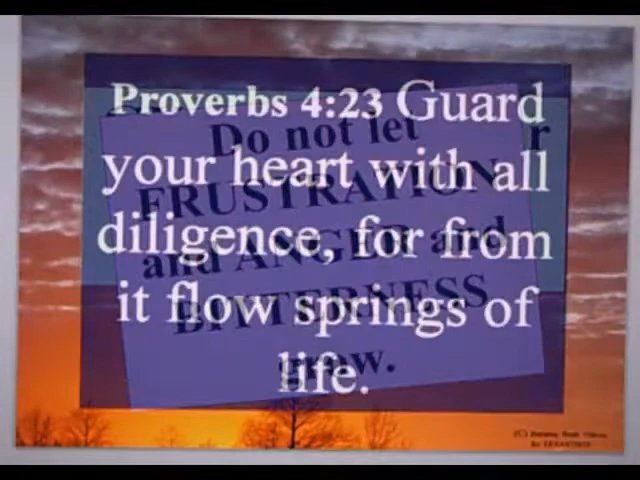 Proverbs 4:23 Guard
your heart with all
diligence, for from
it flow springs of
life.
Do not let
FRUSTRATION
and ANGER and
BITTERNESS
grow.